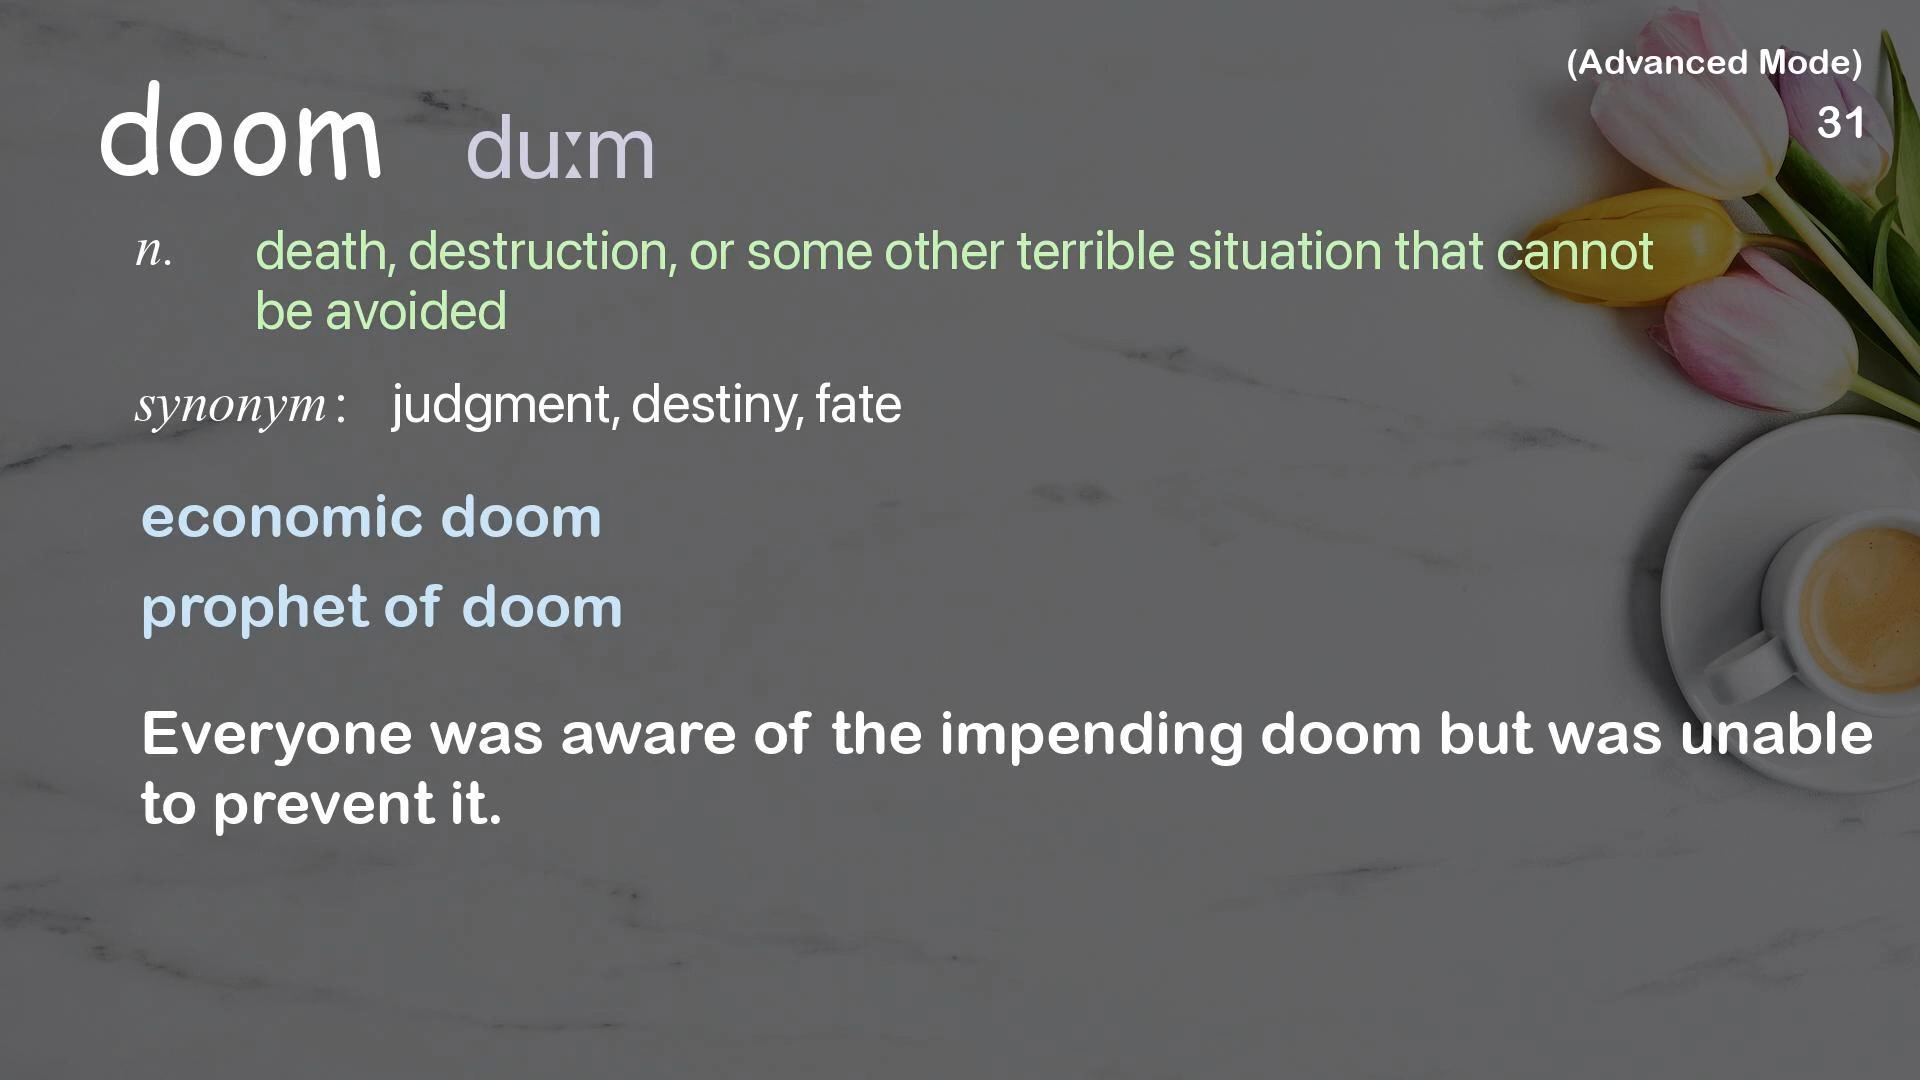 (Advanced Mode)
31
doom duːm
n. death, destruction, or some other terrible situation that cannot
be avoided
synonym: judgment, destiny, fate
economic doom
prophet of doom
Everyone was aware of the impending doom but was unable
to prevent it.